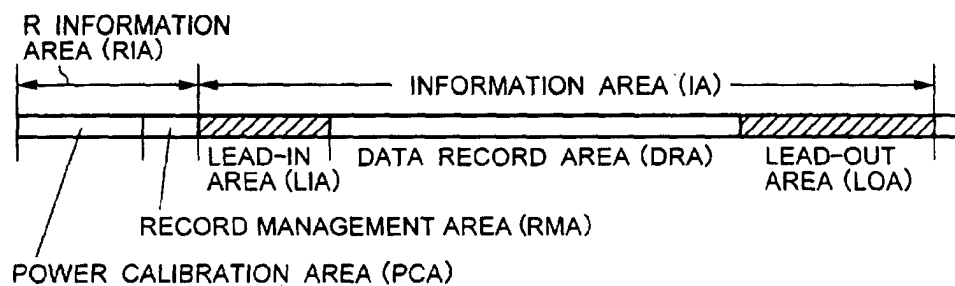 R INFORMATION
AREA (RIA)
INFORMATION AREA (IA)
LEAD-IN
AREA (LIA)
DATA RECORD AREA (DRA)
LEAD-OUT
AREA (LOA)
RECORD MANAGEMENT AREA (RMA)
POWER CALIBRATION AREA (PCA)